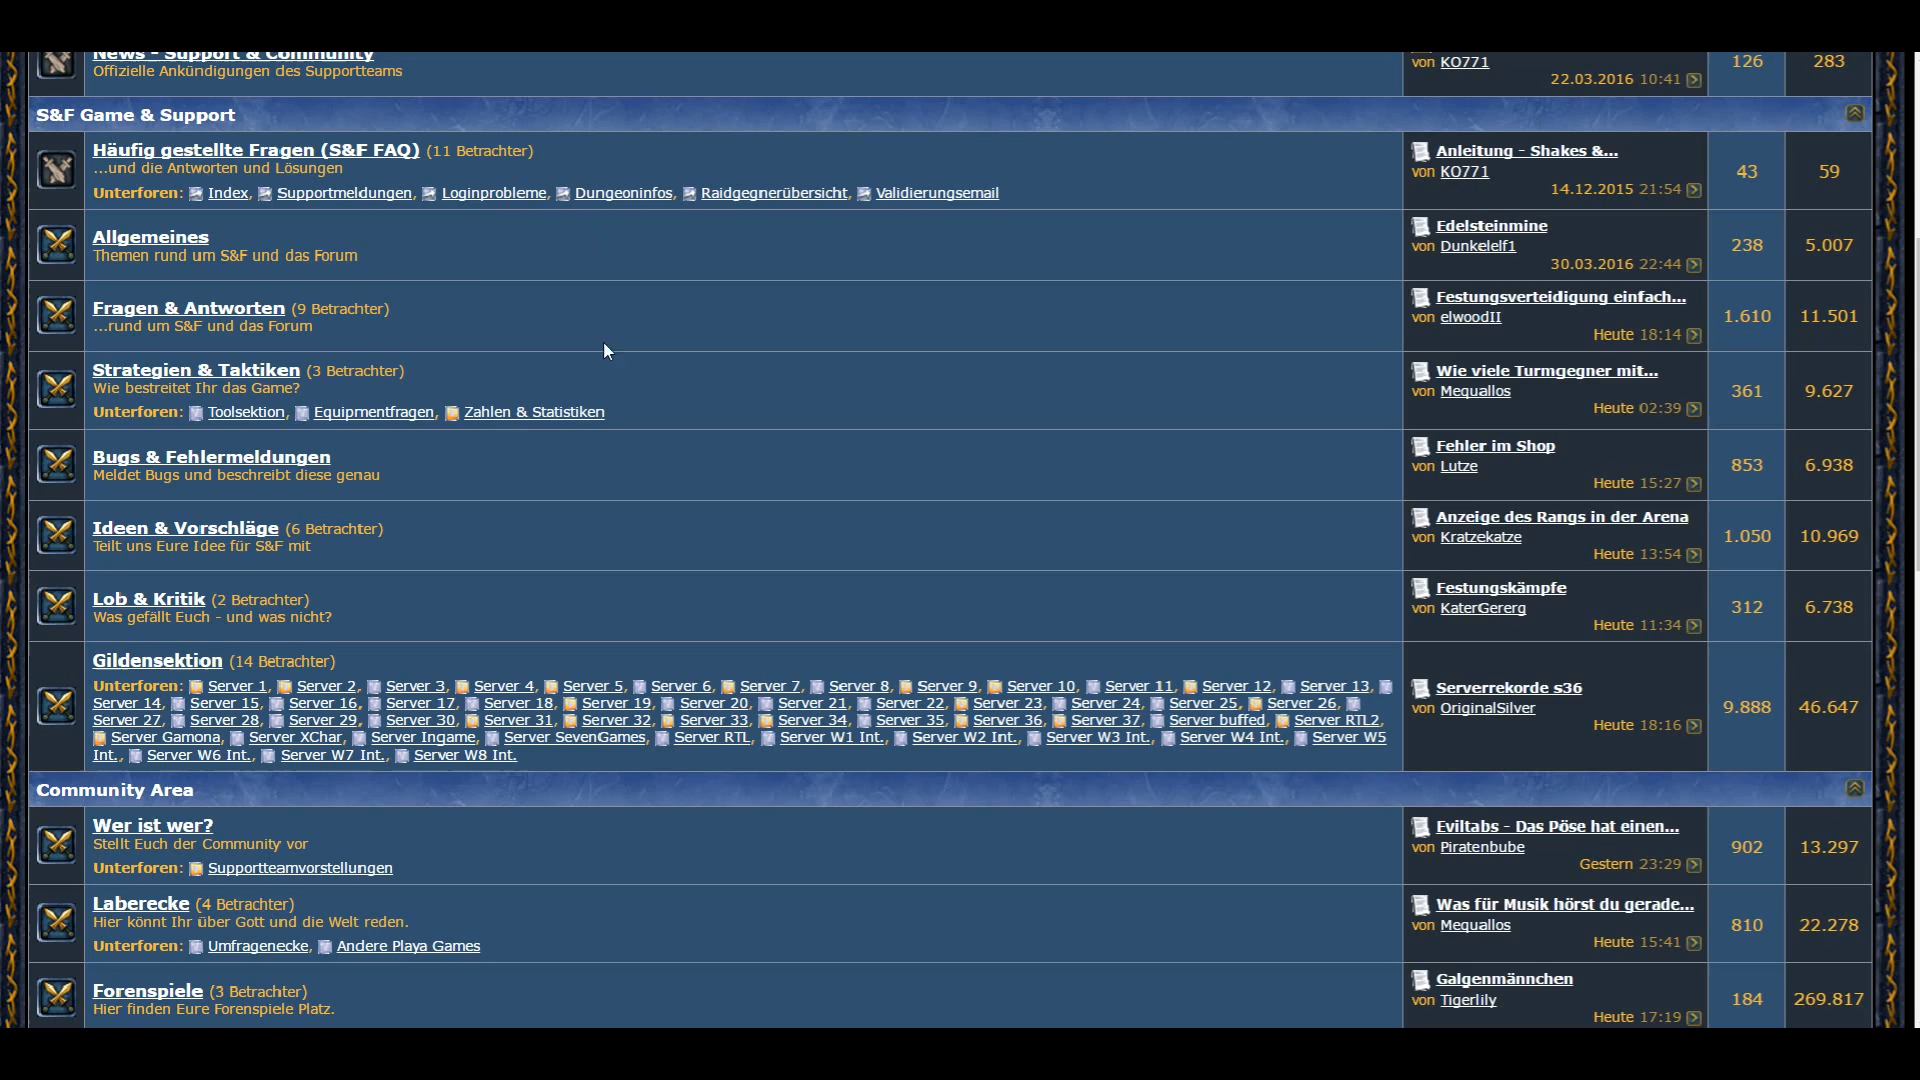 News - Support & Community
Offizielle Ankündigungen des Supportteams
von KO771
22.03.2016 10:41
126
283
S&F Game & Support
Häufig gestellte Fragen (S&F FAQ) (11 Betrachter)
...und die Antworten und Lösungen
Unterforen: Index, Supportmeldungen, Loginprobleme, Dungeoninfos, Raidgegnerübersicht, Validierungsemail
Anleitung - Shakes &...
von KO771
14.12.2015 21:54
43
59
Allgemeines
Themen rund um S&F und das Forum
Edelsteinmine
von Dunkelelf1
30.03.2016 22:44
238
5.007
Fragen & Antworten (9 Betrachter)
...rund um S&F und das Forum
Festungsverteidigung einfach...
von elwoodII
Heute 18:14
1.610
11.501
Strategien & Taktiken (3 Betrachter)
Wie bestreitet Ihr das Game?
Unterforen: Toolsektion, Equipmentfragen, Zahlen & Statistiken
Wie viele Turmgegner mit...
von Mequallos
Heute 02:39
361
9.627
Bugs & Fehlermeldungen
Meldet Bugs und beschreibt diese genau
Fehler im Shop
von Lutze
Heute 15:27
853
6.938
Ideen & Vorschläge (6 Betrachter)
Teilt uns Eure Idee für S&F mit
Anzeige des Rangs in der Arena
von Kratzekatze
Heute 13:54
1.050
10.969
Lob & Kritik (2 Betrachter)
Was gefällt Euch - und was nicht?
Festungskämpfe
von KaterGererg
Heute 11:34
312
6.738
Gildensektion (14 Betrachter)
Unterforen: Server 1, Server 2, Server 3, Server 4, Server 5, Server 6, Server 7, Server 8, Server 9, Server 10, Server 11, Server 12, Server 13,
Server 14, Server 15, Server 16, Server 17, Server 18, Server 19, Server 20, Server 21, Server 22, Server 23, Server 24, Server 25, Server 26,
Server 27, Server 28, Server 29, Server 30, Server 31, Server 32, Server 33, Server 34, Server 35, Server 36, Server 37, Server buffed, Server RTL2,
Server Gamona, Server XChar, Server Ingame, Server SevenGames, Server RTL, Server W1 Int., Server W2 Int., Server W3 Int., Server W4 Int., Server W5
Int., Server W6 Int., Server W7 Int., Server W8 Int.
Serverrekorde s36
von OriginalSilver
Heute 18:16
9.888
46.647
Community Area
Wer ist wer?
Stellt Euch der Community vor
Unterforen: Supportteamvorstellungen
Eviltabs - Das Pöse hat einen...
von Piratenbube
Gestern 23:29
902
13.297
Laberecke (4 Betrachter)
Hier könnt Ihr über Gott und die Welt reden.
Unterforen: Umfragenecke, Andere Playa Games
Was für Musik hörst du gerade...
von Mequallos
Heute 15:41
810
22.278
Forenspiele (3 Betrachter)
Hier finden Eure Forenspiele Platz.
Galgenmännchen
von Tigerlily
Heute 17:19
184
269.817